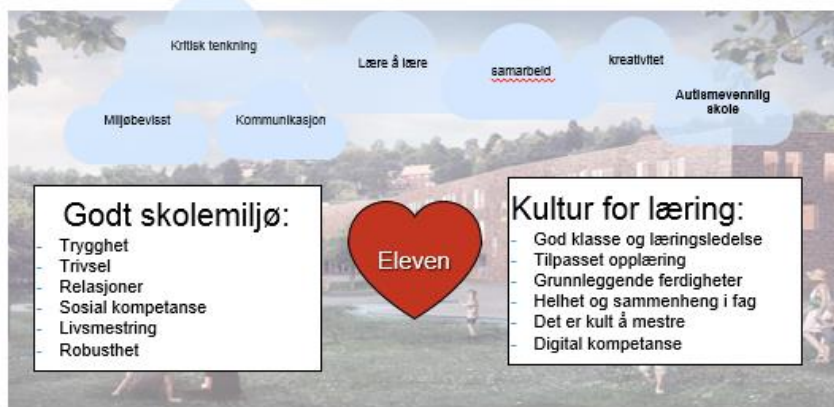 Kritisk tenkning
Lære å lære
samarbeid
kreativitet
Autismevennlig
skole
Miljøbevisst
Kommunikasjon
Godt skolemiljø:
- Trygghet
- Trivsel
- Relasjoner
- Sosial kompetanse
- Livsmestring
- Robusthet
Eleven
Kultur for læring:
- God klasse og læringsledelse
- Tilpasset opplæring
- Grunnleggende ferdigheter
- Helhet og sammenheng i fag
- Det er kult å mestre
- Digital kompetanse